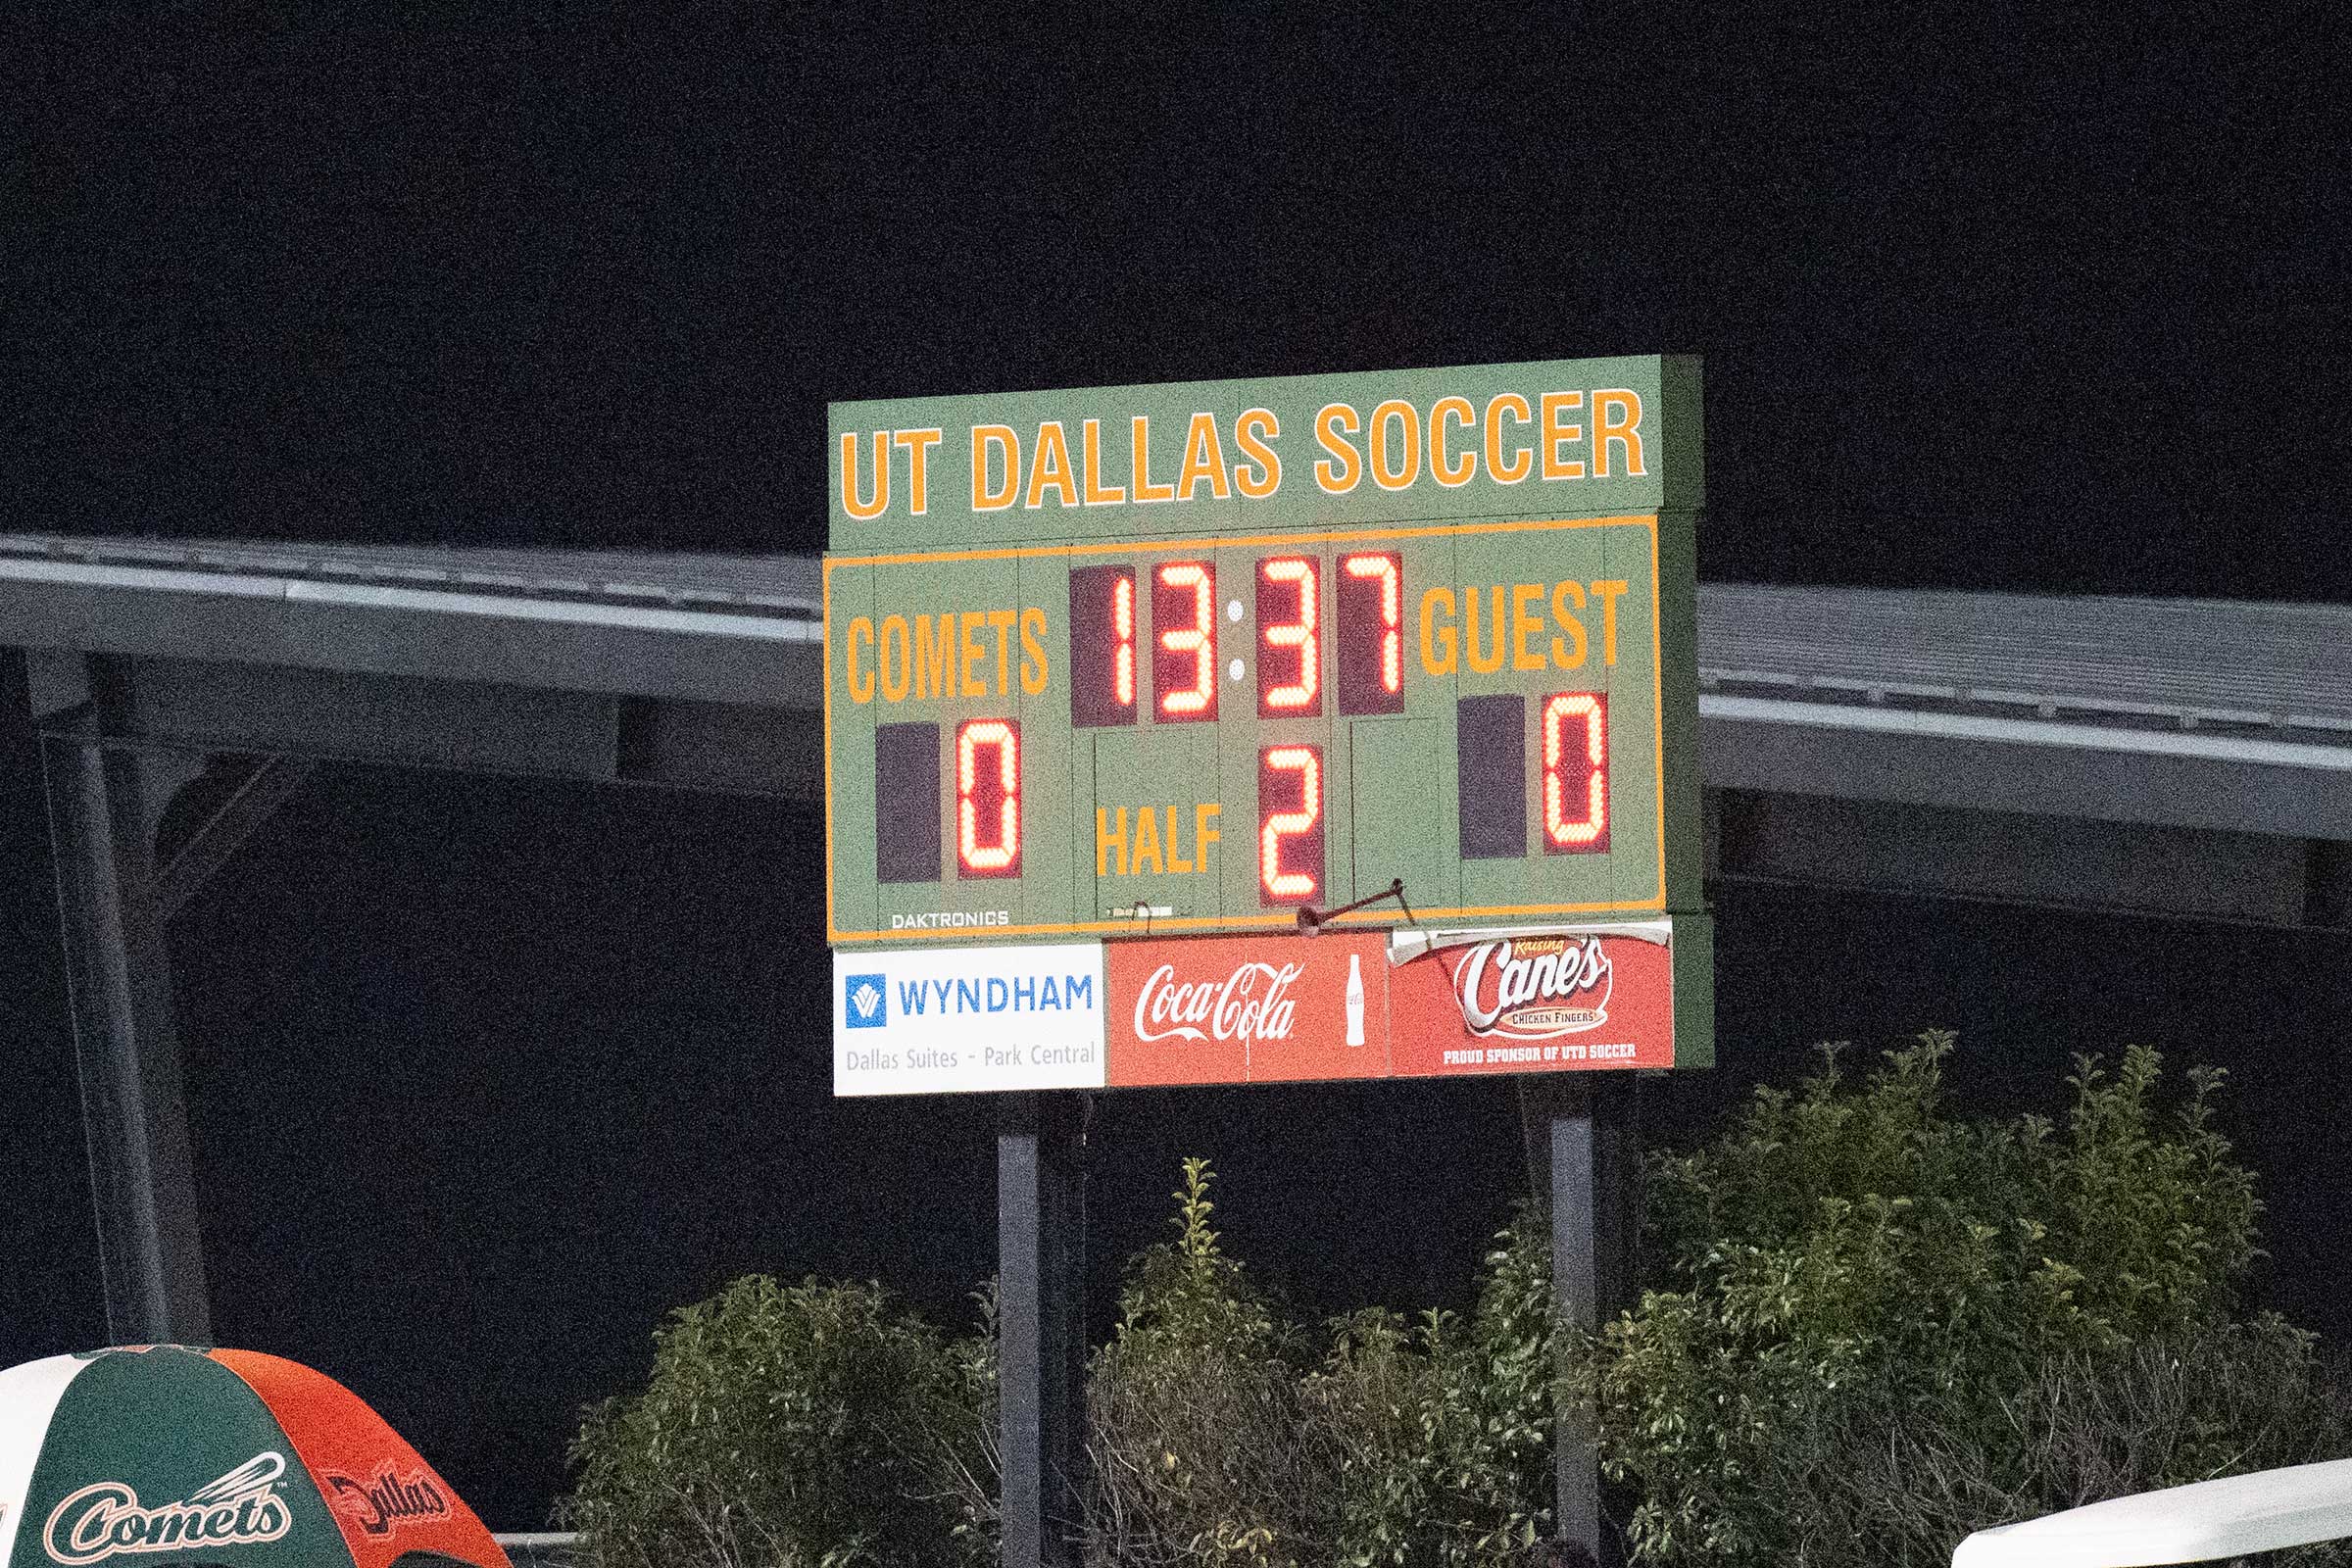 UT DALLAS SOCCER
COMETS 13:37 GUEST
0 HALF 2 0
DAKTRONICS
WYNDHAM
Dallas Suites - Park Central
Coca-Cola
Raising
Cane's
CHICKEN FINGERS
PROUD SPONSOR OF UTD SOCCER
Comets™
Dallas